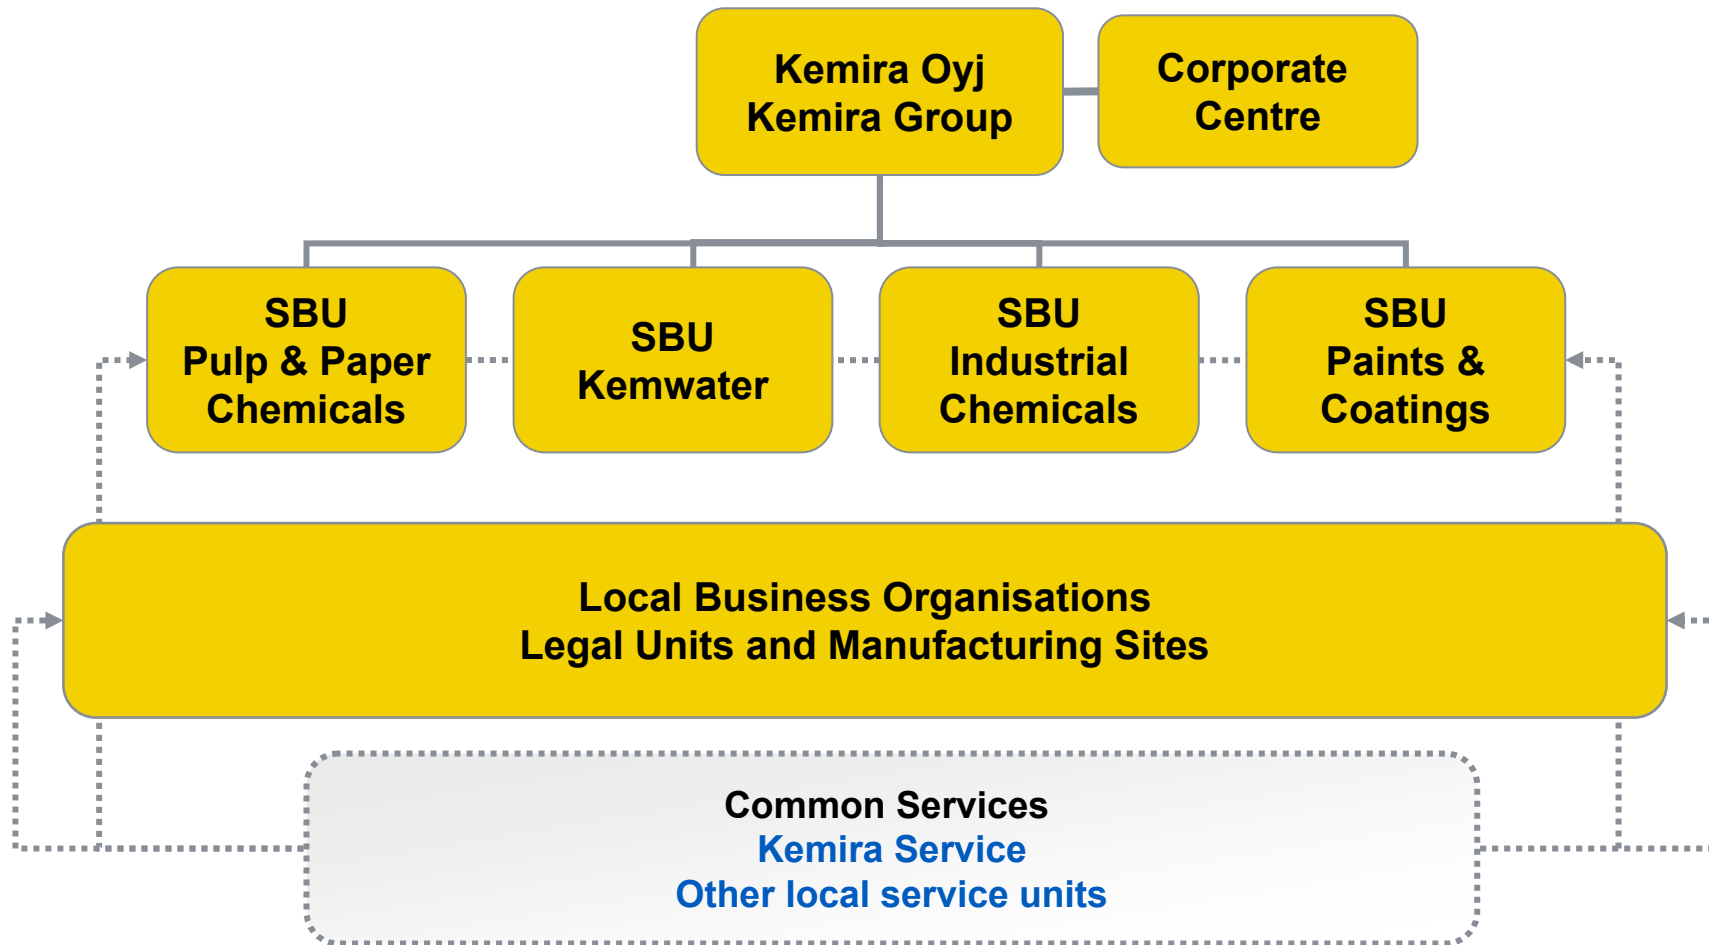 Kemira Oyj
Kemira Group
Corporate
Centre
SBU
Pulp & Paper
Chemicals
SBU
Kemwater
SBU
Industrial
Chemicals
SBU
Paints &
Coatings
Local Business Organisations
Legal Units and Manufacturing Sites
Common Services
Kemira Service
Other local service units